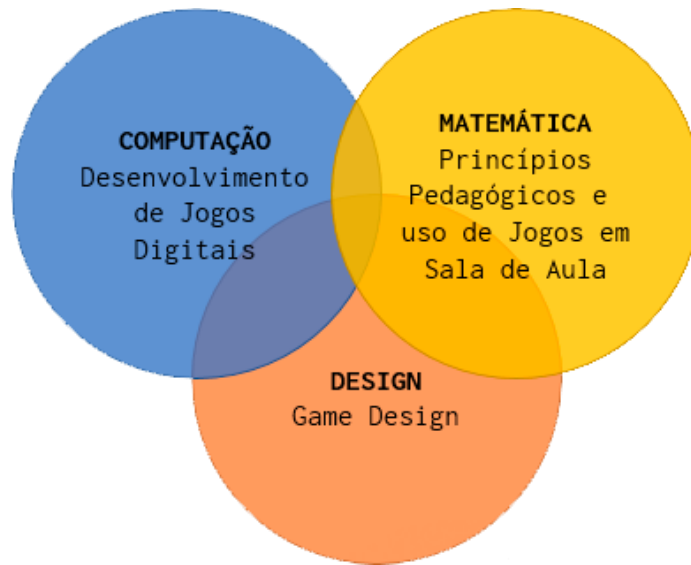 COMPUTAÇÃO
Desenvolvimento
de Jogos
Digitais
MATEMÁTICA
Princípios
Pedagógicos e
uso de Jogos em
Sala de Aula
DESIGN
Game Design